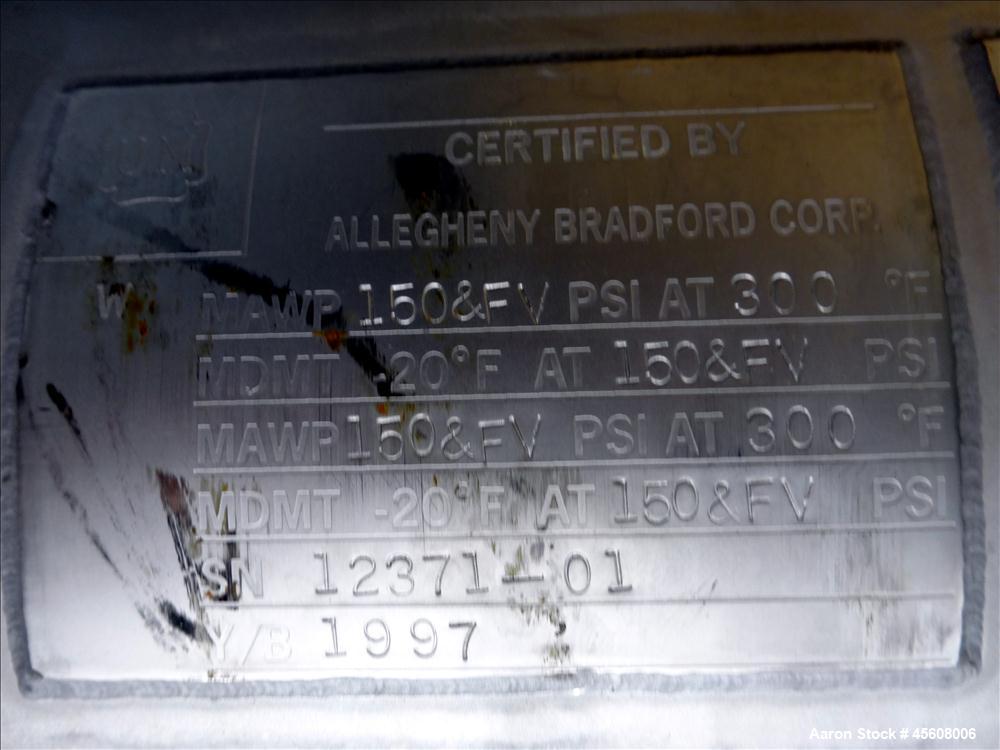 UM
CERTIFIED BY
ALLEGHENY BRADFORD CORP.
W
MAWP 150&FV PSI AT 300 °F
MDMT -20°F AT 150&FV PSI
MAWP 150&FV PSI AT 300 °F
MDMT -20°F AT 150&FV PSI
SN 12371-01
Y/B 1997
Aaron Stock # 45608006